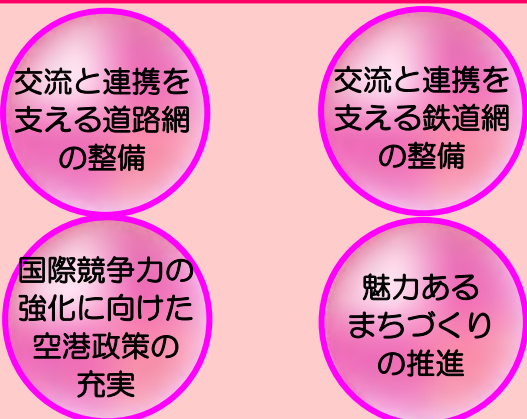 交流と連携を
支える道路網
の整備
交流と連携を
支える鉄道網
の整備
国際競争力の
強化に向けた
空港政策の
充実
魅力ある
まちづくり
の推進